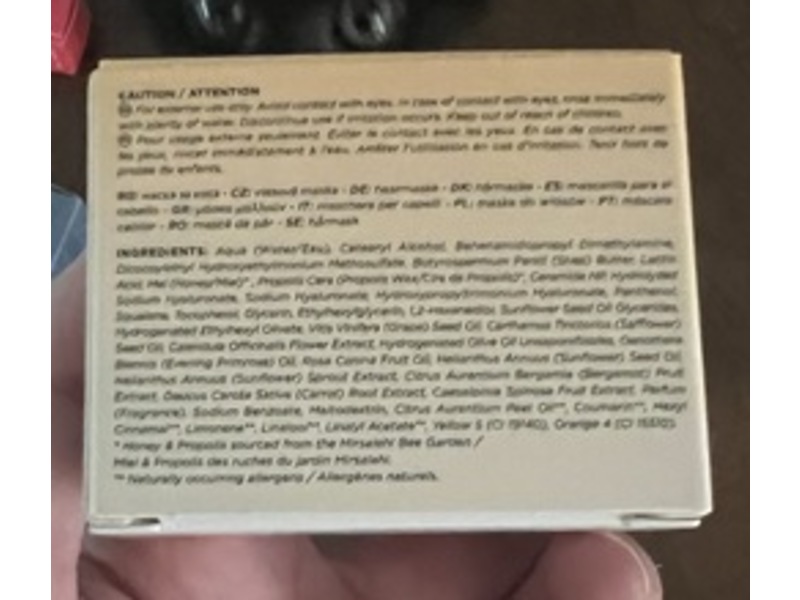 CAUTION / ATTENTION
For external use only. Avoid contact with eyes. In case of contact with eyes, rinse immediately
with plenty of water. Discontinue use if irritation occurs. Keep out of reach of children.
Pour usage externe seulement. Éviter le contact avec les yeux. En cas de contact avec
les yeux, rincer immédiatement à l'eau. Arrêter l'utilisation en cas d'irritation. Tenir hors de
portée de enfants.
BG: маска за коса - CZ: vlasová maska - DE: haarmaske - DK: hårmaske - ES: mascarilla para el
cabello - GR: μάσκα μαλλιών - IT: maschera per capelli - PL: maska do włosów - PT: máscara
capilar - RO: mască de păr - SE: hårmask
INGREDIENTS: Aqua (Water/Eau), Cetearyl Alcohol, Behenamidopropyl Dimethylamine,
Dicocoylethyl Hydroxyethylmonium Methosulfate, Butyrospermum Parkii (Shea) Butter, Lactic
Acid, Mel (Honey/Miel)*, Propolis Cera (Propolis Wax/Cire de Propolis)*, Ceramide NP, Hydrolyzed
Sodium Hyaluronate, Sodium Hyaluronate, Hydroxypropyltrimonium Hyaluronate, Panthenol,
Squalane, Tocopherol, Glycerin, Ethylhexylglycerin, 1,2-Hexanediol, Sunflower Seed Oil Glycerides,
Hydrogenated Ethylhexyl Olivate, Vitis Vinifera (Grape) Seed Oil, Carthamus Tinctorius (Safflower)
Seed Oil, Calendula Officinalis Flower Extract, Hydrogenated Olive Oil Unsaponifiables, Oenothera
Biennis (Evening Primrose) Oil, Rosa Canina Fruit Oil, Helianthus Annuus (Sunflower) Seed Oil,
Helianthus Annuus (Sunflower) Sprout Extract, Citrus Aurantium Bergamia (Bergamot) Fruit
Extract, Daucus Carota Sativa (Carrot) Root Extract, Caesalpinia Spinosa Fruit Extract, Parfum
(Fragrance), Sodium Benzoate, Maltodextrin, Citrus Aurantium Peel Oil**, Coumarin**, Hexyl
Cinnamal**, Limonene**, Linalool**, Linalyl Acetate**, Yellow 5 (CI 19140), Orange 4 (CI 15510).
* Honey & Propolis sourced from the Mirsalehi Bee Garden /
Miel & Propolis des ruches du jardin Mirsalehi.
** Naturally occurring allergens / Allergènes naturels.